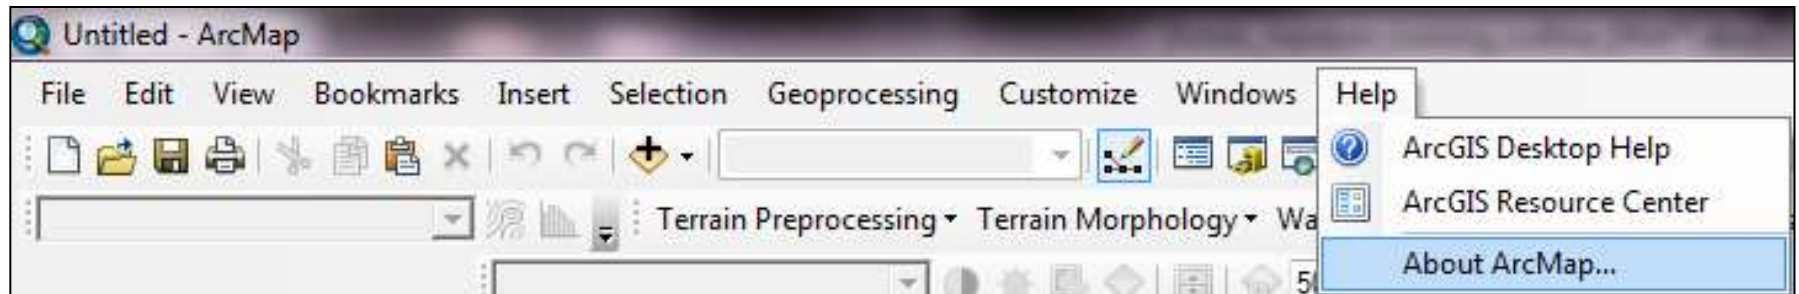 Untitled - ArcMap
File Edit View Bookmarks Insert Selection Geoprocessing Customize Windows Help
ArcGIS Desktop Help
ArcGIS Resource Center
Terrain Preprocessing Terrain Morphology Wa
About ArcMap...